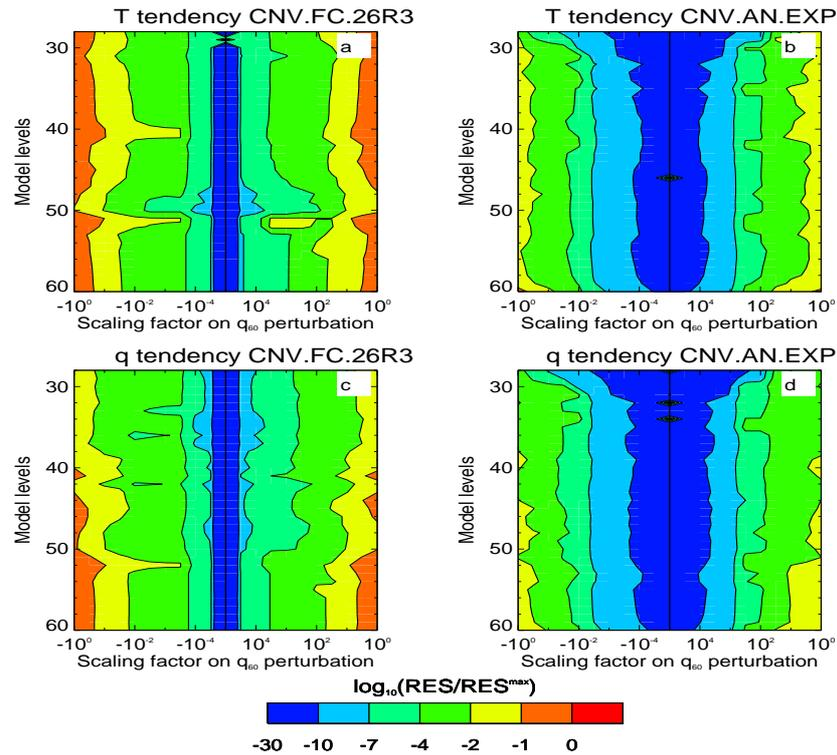 T tendency CNV.FC.26R3
T tendency CNV.AN.EXP
a
b
Model levels
30
40
50
60
-10⁰ -10⁻² -10⁻⁴ 10⁴ 10² 10⁰
Scaling factor on q₆₀ perturbation
Model levels
30
40
50
60
-10⁰ -10⁻² -10⁻⁴ 10⁴ 10² 10⁰
Scaling factor on q₆₀ perturbation
q tendency CNV.FC.26R3
q tendency CNV.AN.EXP
c
d
Model levels
30
40
50
60
-10⁰ -10⁻² -10⁻⁴ 10⁴ 10² 10⁰
Scaling factor on q₆₀ perturbation
Model levels
30
40
50
60
-10⁰ -10⁻² -10⁻⁴ 10⁴ 10² 10⁰
Scaling factor on q₆₀ perturbation
log₁₀(RES/RESᵐᵃˣ)
-30 -10 -7 -4 -2 -1 0